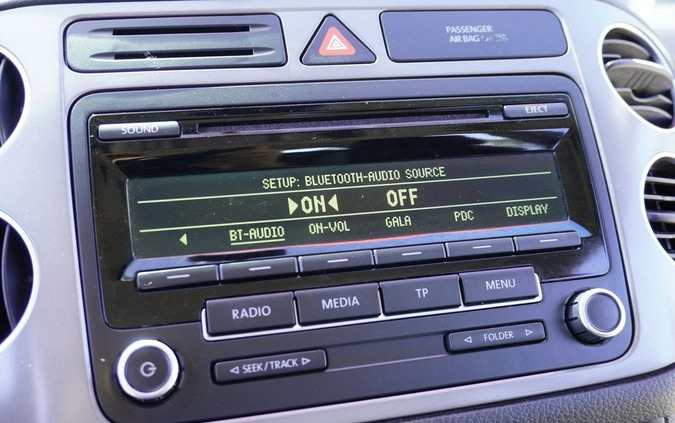 PASSENGER
AIR BAG
SOUND
EJECT
SETUP: BLUETOOTH-AUDIO SOURCE
▶ON◀ OFF
◀ BT-AUDIO ON-VOL GALA PDC DISPLAY
RADIO MEDIA TP MENU
◁ SEEK/TRACK ▷
◁ FOLDER ▷